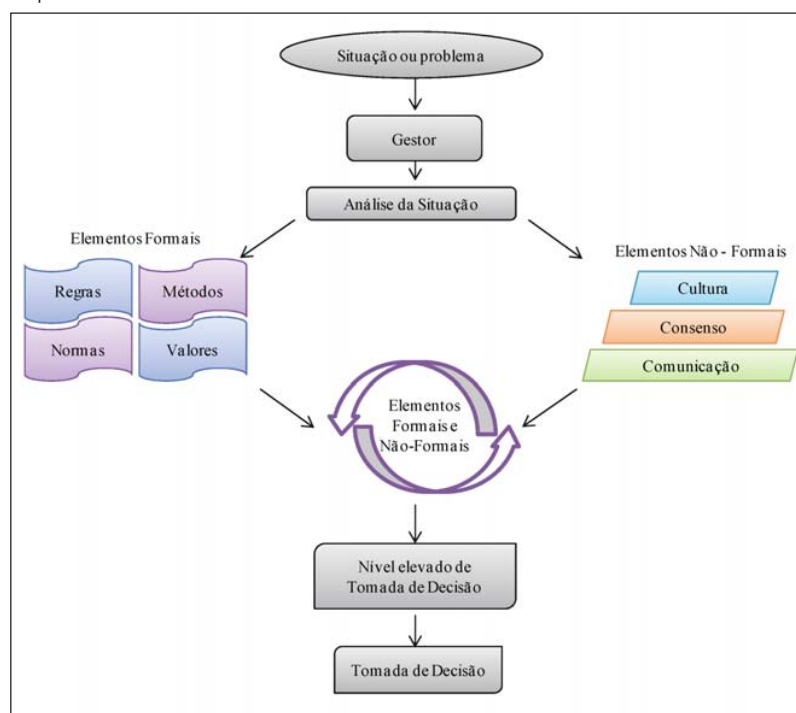 Situação ou problema
Gestor
Análise da Situação
Elementos Formais
Regras
Métodos
Normas
Valores
Elementos Não - Formais
Cultura
Consenso
Comunicação
Elementos
Formais e
Não-Formais
Nível elevado de
Tomada de Decisão
Tomada de Decisão